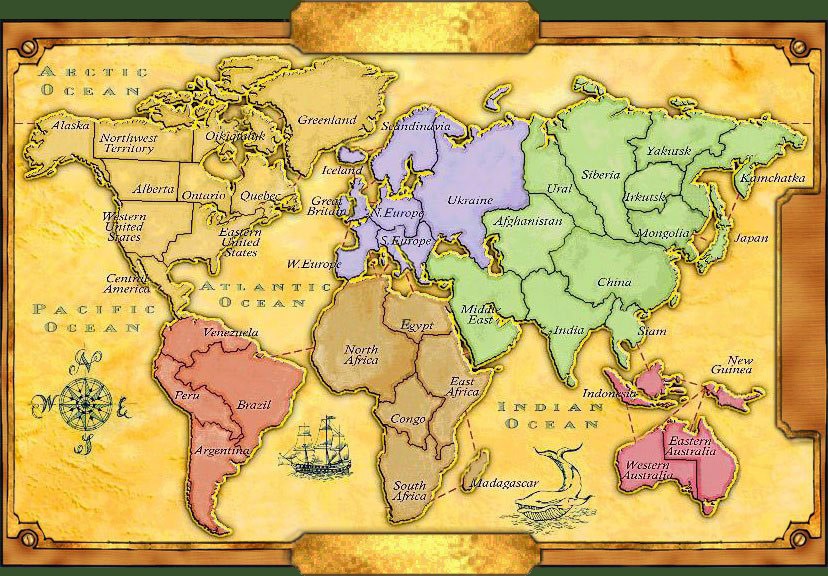 Arctic
Ocean
Alaska
Northwest
Territory
Greenland
Alberta
Ontario
Quebec
Western
United
States
Eastern
United
States
Central
America
Iceland
Scandinavia
Great
Britain
N. Europe
S. Europe
W. Europe
Ukraine
Ural
Siberia
Yakutsk
Kamchatka
Irkutsk
Mongolia
Japan
Afghanistan
China
Middle
East
India
Siam
Atlantic
Ocean
Pacific
Ocean
N
W
E
S
Venezuela
Peru
Brazil
Argentina
North
Africa
Egypt
East
Africa
Congo
South
Africa
Madagascar
Indian
Ocean
Indonesia
New
Guinea
Western
Australia
Eastern
Australia